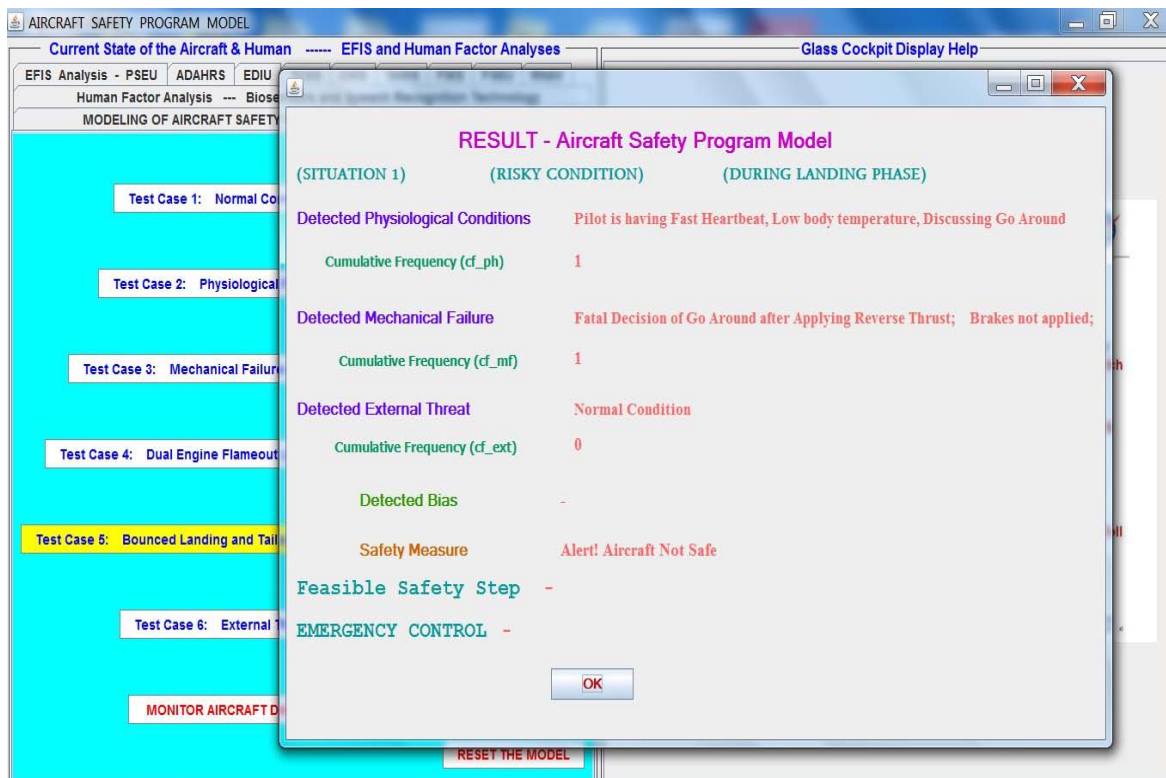 AIRCRAFT SAFETY PROGRAM MODEL
Current State of the Aircraft & Human ------ EFIS and Human Factor Analyses
Glass Cockpit Display Help
EFIS Analysis - PSEU ADAHRS EDIU
Human Factor Analysis --- Biose
MODELING OF AIRCRAFT SAFETY
Test Case 1: Normal Co
Test Case 2: Physiological
Test Case 3: Mechanical Failur
Test Case 4: Dual Engine Flameout
Test Case 5: Bounced Landing and Tail
Test Case 6: External T
MONITOR AIRCRAFT D
RESET THE MODEL
RESULT - Aircraft Safety Program Model
(SITUATION 1) (RISKY CONDITION) (DURING LANDING PHASE)
Detected Physiological Conditions Pilot is having Fast Heartbeat, Low body temperature, Discussing Go Around
Cumulative Frequency (cf_ph) 1
Detected Mechanical Failure Fatal Decision of Go Around after Applying Reverse Thrust; Brakes not applied;
Cumulative Frequency (cf_mf) 1
Detected External Threat Normal Condition
Cumulative Frequency (cf_ext) 0
Detected Bias -
Safety Measure Alert! Aircraft Not Safe
Feasible Safety Step -
EMERGENCY CONTROL -
OK